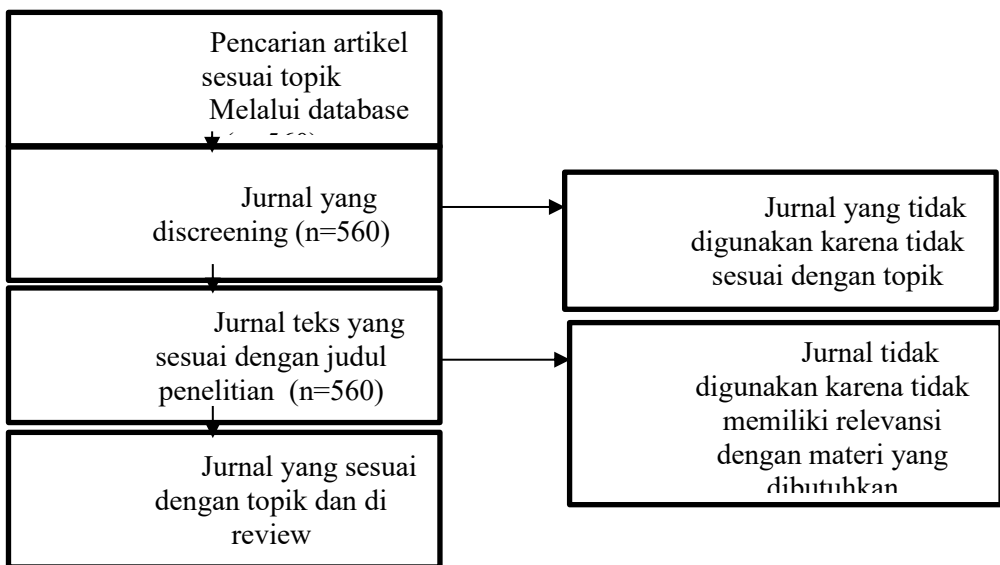 Pencarian artikel
sesuai topik
Melalui database
Jurnal yang
discreening (n=560)
Jurnal yang tidak
digunakan karena tidak
sesuai dengan topik
Jurnal teks yang
sesuai dengan judul
penelitian (n=560)
Jurnal tidak
digunakan karena tidak
memiliki relevansi
dengan materi yang
dibutuhkan
Jurnal yang sesuai
dengan topik dan di
review